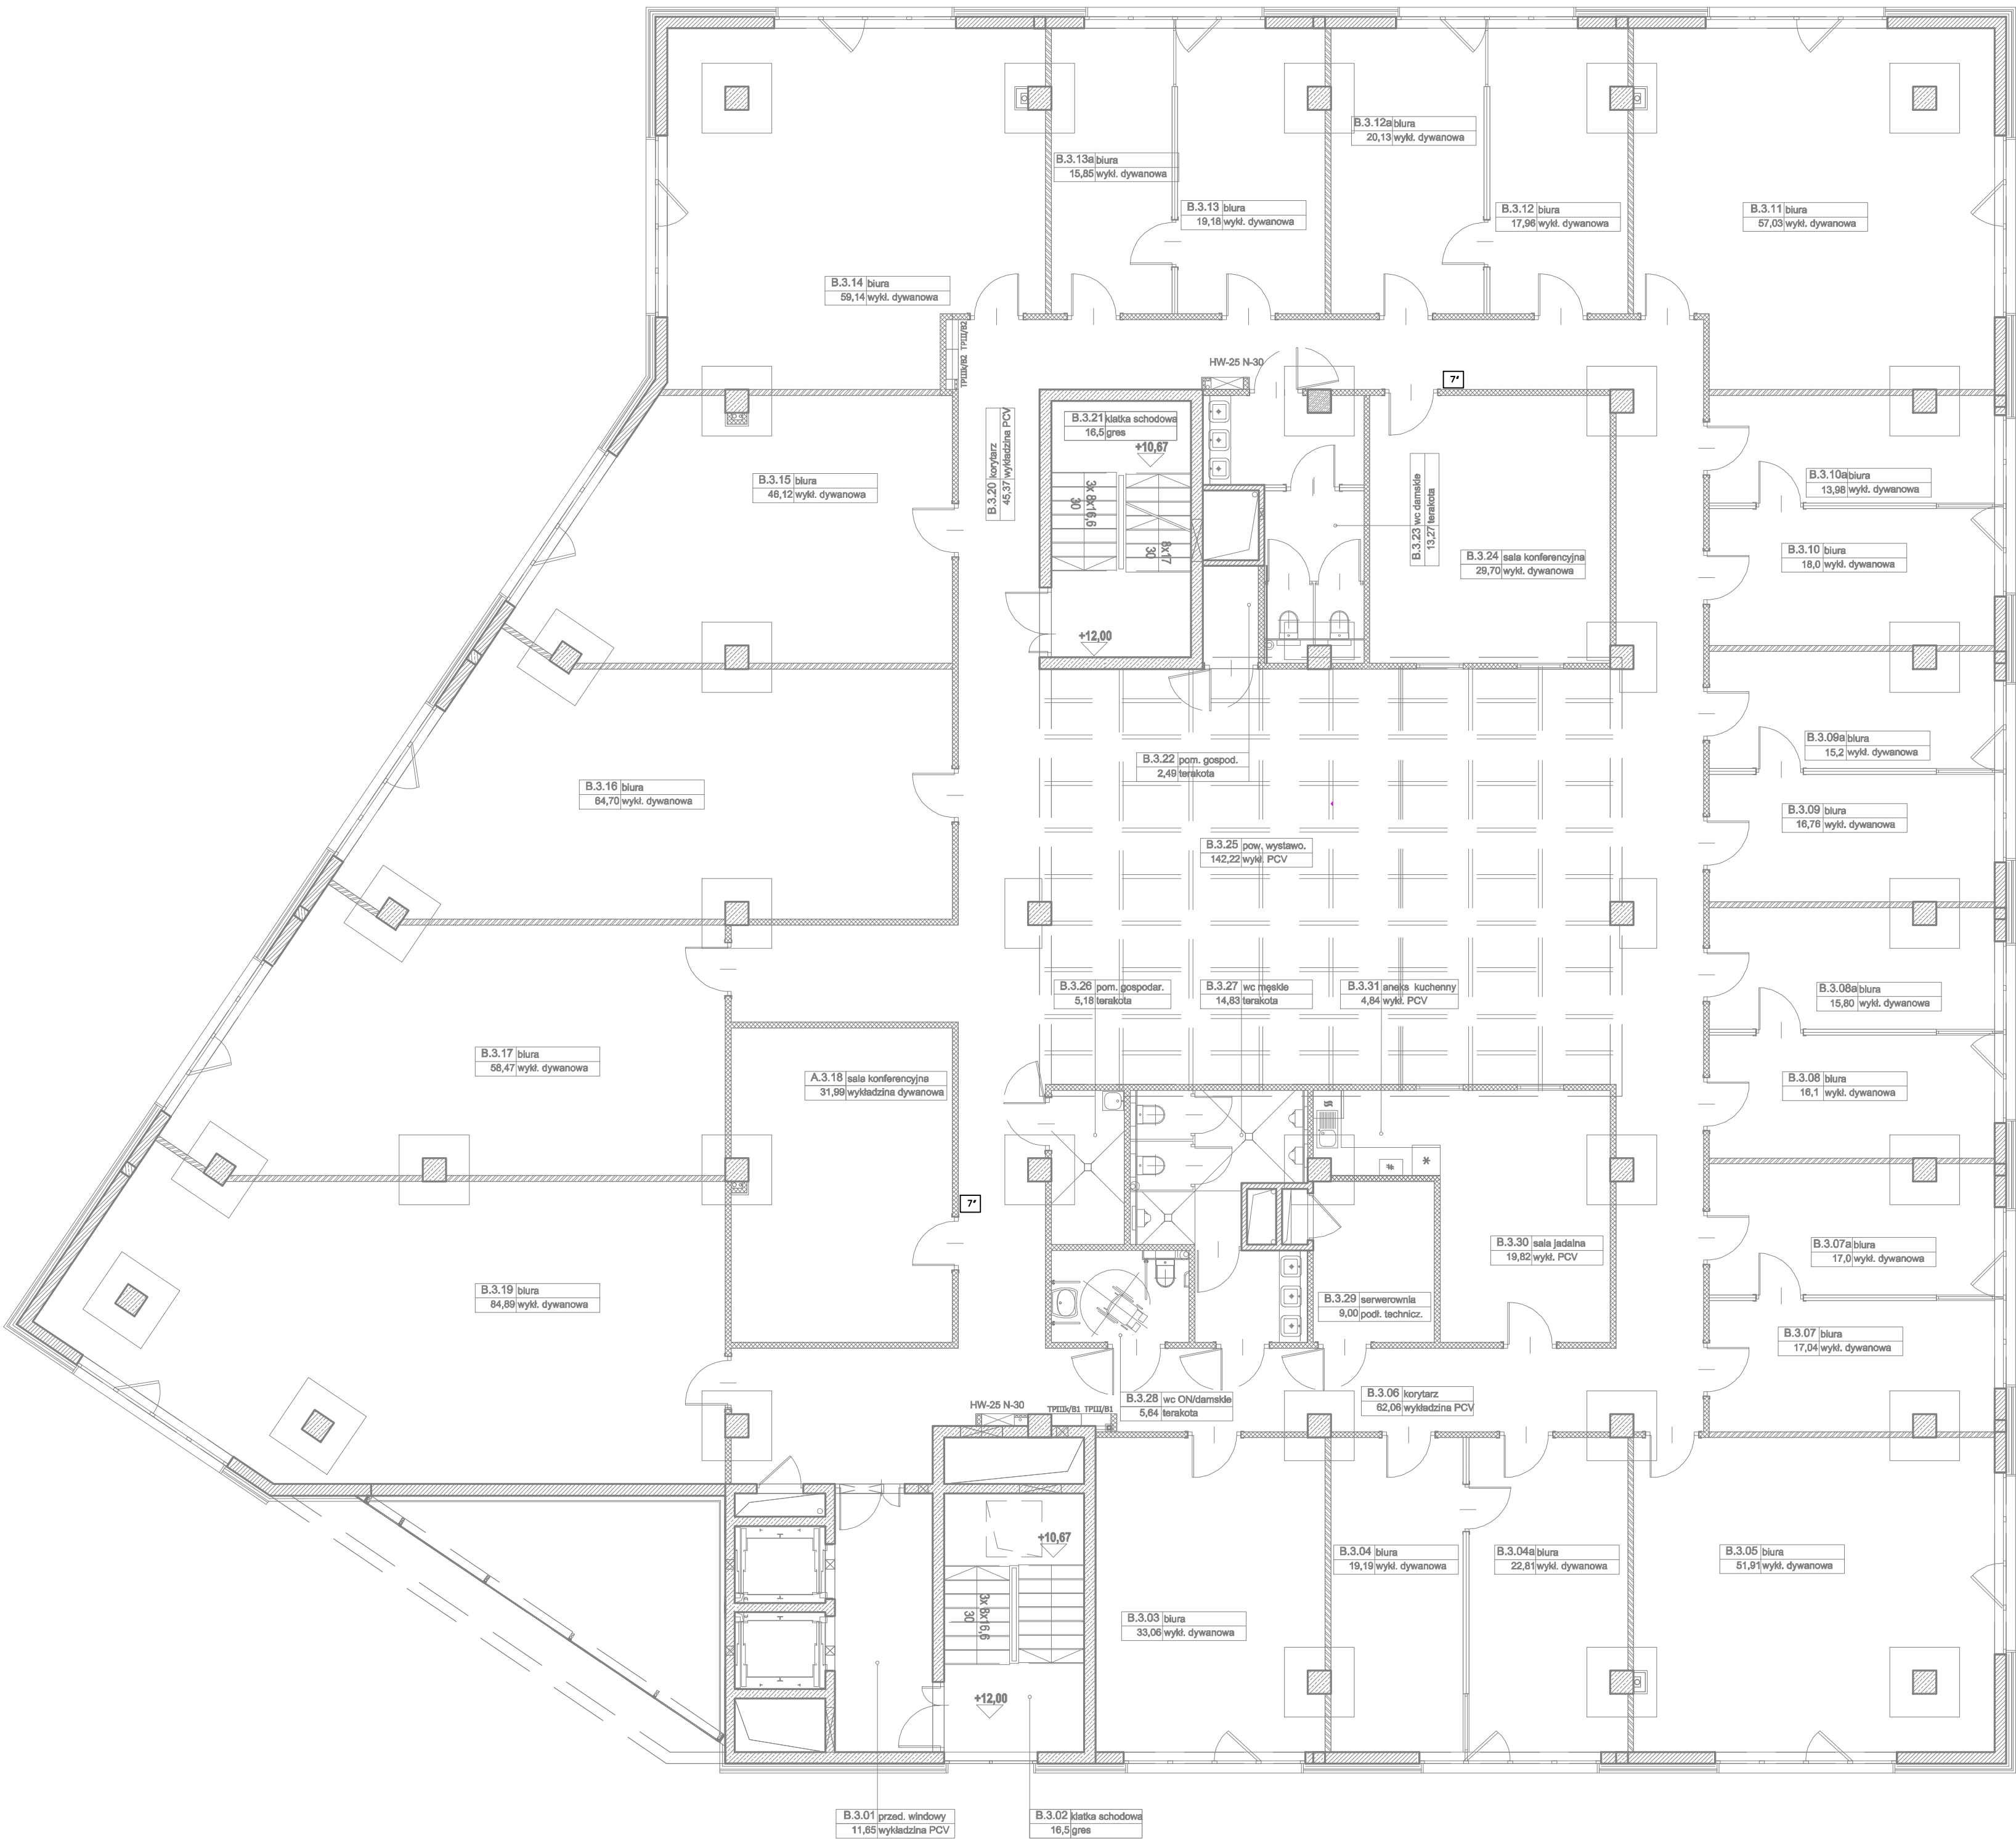 B.3.12a biura
20,13 wykł. dywanowa
B.3.13a biura
15,85 wykł. dywanowa
B.3.13 biura
19,18 wykł. dywanowa
B.3.12 biura
17,96 wykł. dywanowa
B.3.11 biura
57,03 wykł. dywanowa
B.3.14 biura
59,14 wykł. dywanowa
TPIIIk/B2 TPIII/B2
HW-25 N-30
7'
B.3.21 klatka schodowa
16,5 gres
+10,67
B.3.20 korytarz
45,37 wykładzina PCV
3x 8x16,6
30
8x17
30
+12,00
B.3.23 wc damskie
13,27 terakota
B.3.24 sala konferencyjna
29,70 wykł. dywanowa
B.3.15 biura
46,12 wykł. dywanowa
B.3.10a biura
13,98 wykł. dywanowa
B.3.10 biura
18,0 wykł. dywanowa
B.3.09a biura
15,2 wykł. dywanowa
B.3.22 pom. gospod.
2,49 terakota
B.3.16 biura
64,70 wykł. dywanowa
B.3.09 biura
16,76 wykł. dywanowa
B.3.25 pow. wystawo.
142,22 wykł. PCV
B.3.26 pom. gospodar.
5,18 terakota
B.3.27 wc męskie
14,63 terakota
B.3.31 aneks kuchenny
4,84 wykł. PCV
B.3.08a biura
15,80 wykł. dywanowa
B.3.17 biura
58,47 wykł. dywanowa
A.3.18 sala konferencyjna
31,99 wykładzina dywanowa
B.3.08 biura
16,1 wykł. dywanowa
7'
B.3.30 sala jadalna
19,82 wykł. PCV
B.3.07a biura
17,0 wykł. dywanowa
B.3.19 biura
84,89 wykł. dywanowa
B.3.29 serwerownia
9,00 podł. technicz.
B.3.07 biura
17,04 wykł. dywanowa
B.3.28 wc ON/damskie
5,64 terakota
B.3.06 korytarz
62,06 wykładzina PCV
HW-25 N-30
TPIIIk/B1 TPIII/B1
+10,67
3x 8x16,6
30
+12,00
B.3.04 biura
19,19 wykł. dywanowa
B.3.04a biura
22,81 wykł. dywanowa
B.3.05 biura
51,91 wykł. dywanowa
B.3.03 biura
33,06 wykł. dywanowa
B.3.01 przed. windowy
11,65 wykładzina PCV
B.3.02 klatka schodowa
16,5 gres